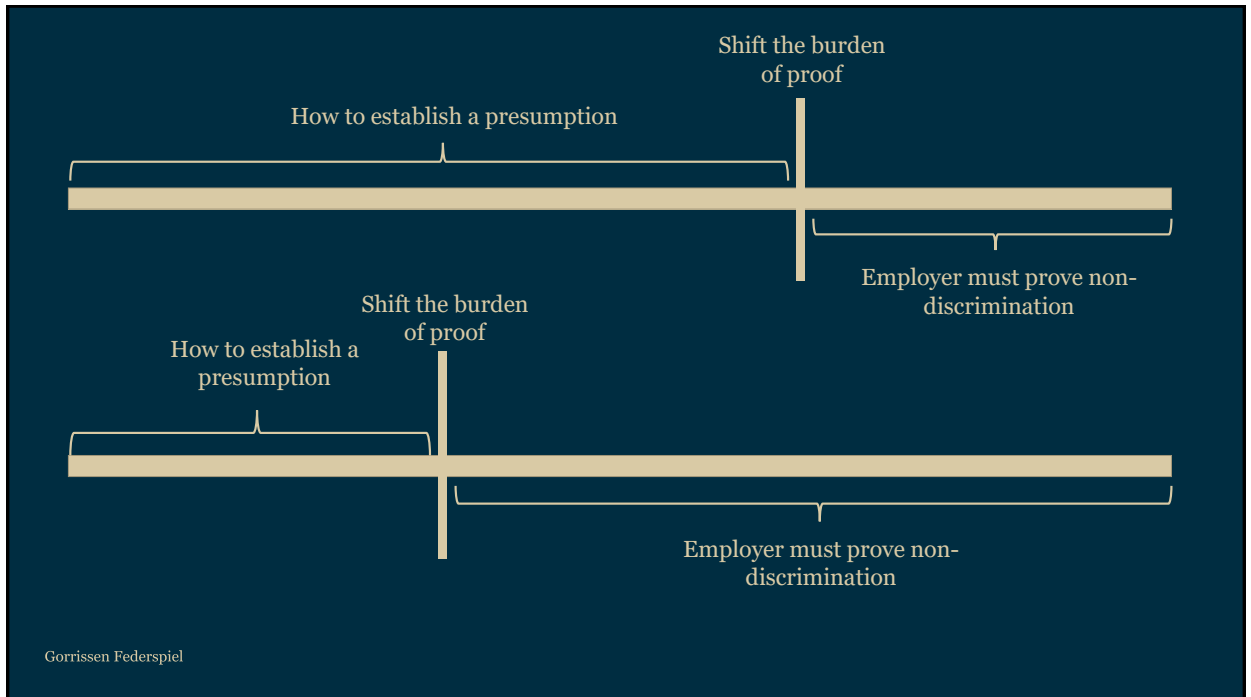 Shift the burden
of proof
How to establish a presumption
Employer must prove non-
discrimination
Shift the burden
of proof
How to establish a
presumption
Employer must prove non-
discrimination
Gorrissen Federspiel